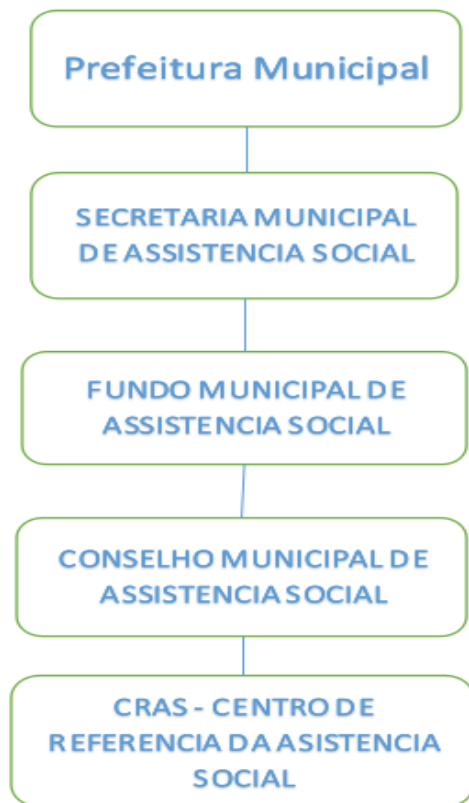 Prefeitura Municipal
SECRETARIA MUNICIPAL
DE ASSISTENCIA SOCIAL
FUNDO MUNICIPAL DE
ASSISTENCIA SOCIAL
CONSELHO MUNICIPAL DE
ASSISTENCIA SOCIAL
CRAS - CENTRO DE
REFERENCIA DA ASISTENCIA
SOCIAL